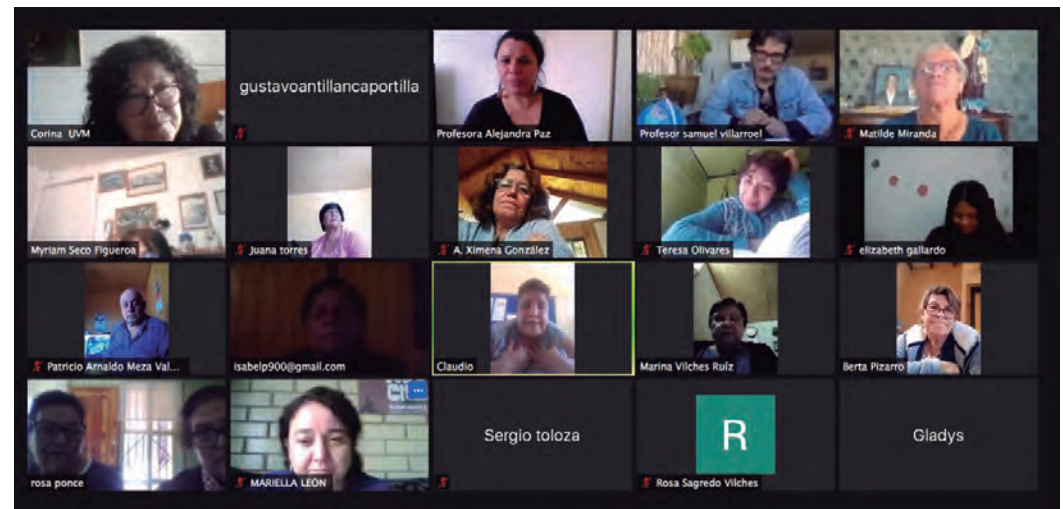 Corina UVM
gustavoantillancaportilla
Profesora Alejandra Paz
Profesor samuel villarroel
Matilde Miranda
Myriam Seco Figueroa
Juana torres
A. Ximena González
Teresa Olivares
elizabeth gallardo
Patricio Arnaldo Meza Val...
isabelp900@gmail.com
Claudio
Marina Vilches Ruíz
Berta Pizarro
rosa ponce
MARIELLA LEON
Sergio toloza
R
Rosa Sagredo Vilches
Gladys